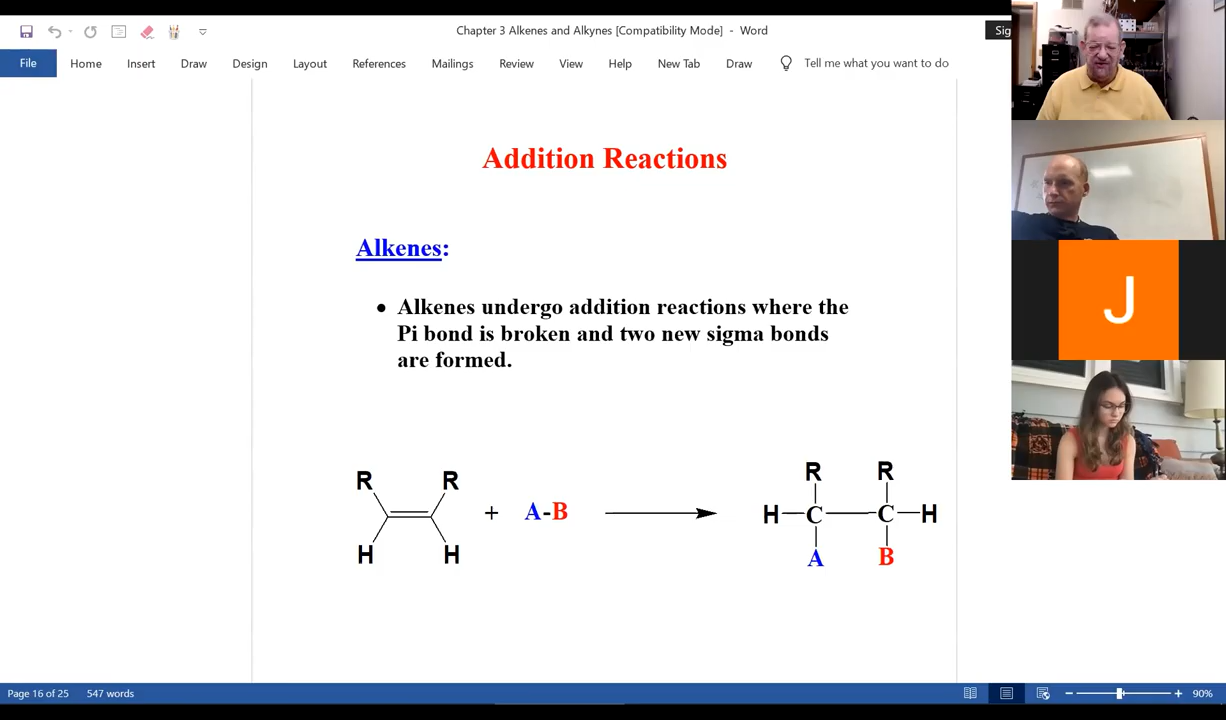 Chapter 3 Alkenes and Alkynes [Compatibility Mode] - Word
Sig
File Home Insert Draw Design Layout References Mailings Review View Help New Tab Draw Tell me what you want to do
Addition Reactions
Alkenes:
• Alkenes undergo addition reactions where the
Pi bond is broken and two new sigma bonds
are formed.
R R R R
+ A-B H C C H
H H A B
J
Page 16 of 25 547 words 90%